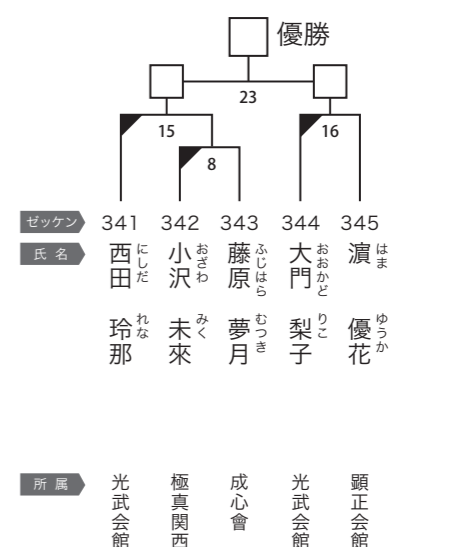 優勝
23
15
16
8
ゼッケン
341 342 343 344 345
氏名
西田 玲那
にしだ れな
小沢 未來
おざわ みく
藤原 夢月
ふじはら むつき
大門 梨子
おおかど りこ
濵 優花
はま ゆうか
所属
光武会館
極真関西
成心會
光武会館
顕正会館